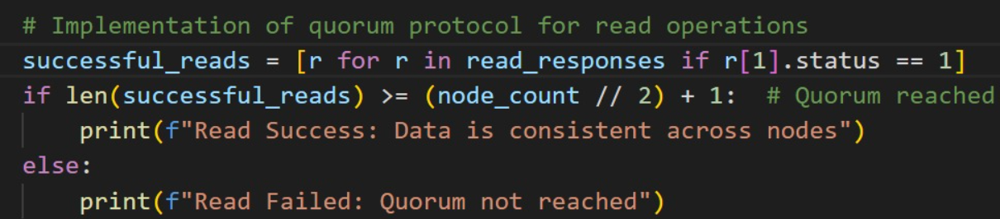 # Implementation of quorum protocol for read operations
successful_reads = [r for r in read_responses if r[1].status == 1]
if len(successful_reads) >= (node_count // 2) + 1:  # Quorum reached
    print(f"Read Success: Data is consistent across nodes")
else:
    print(f"Read Failed: Quorum not reached")